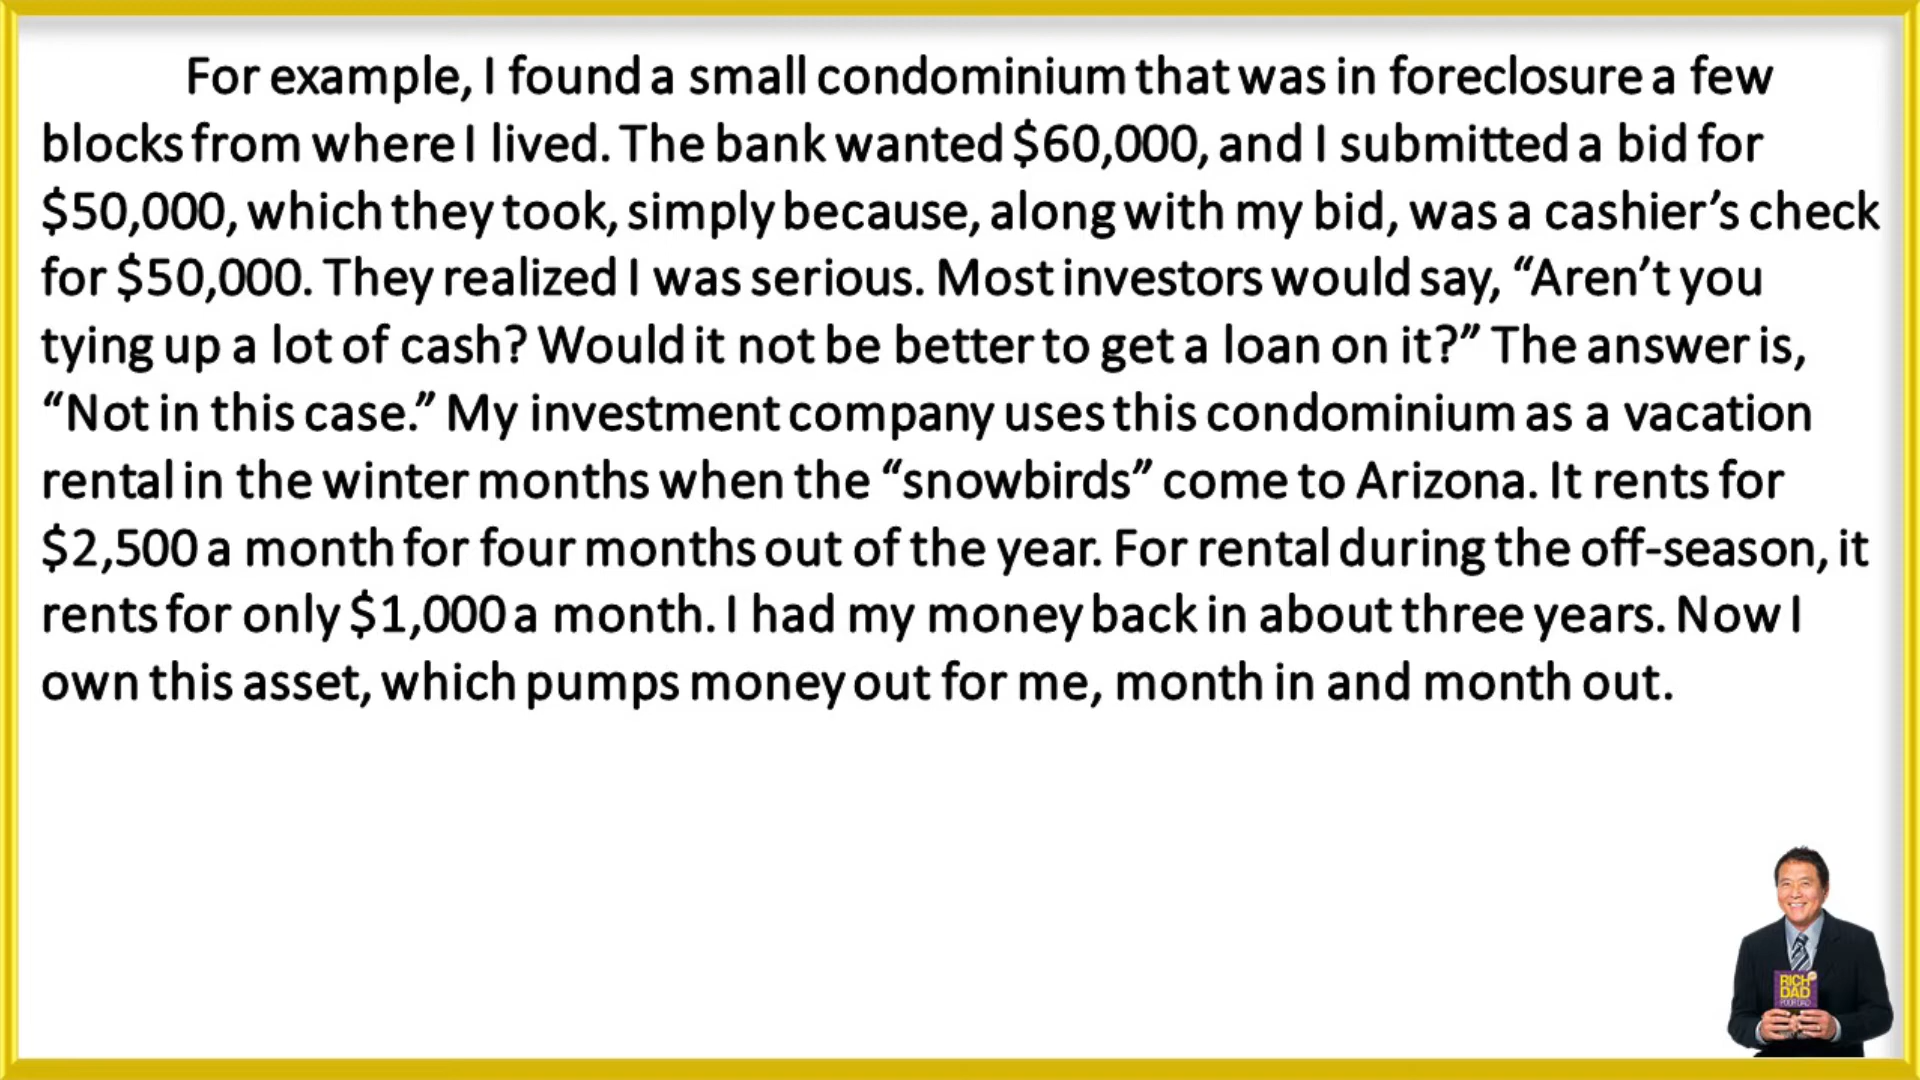 For example, I found a small condominium that was in foreclosure a few
blocks from where I lived. The bank wanted $60,000, and I submitted a bid for
$50,000, which they took, simply because, along with my bid, was a cashier’s check
for $50,000. They realized I was serious. Most investors would say, “Aren’t you
tying up a lot of cash? Would it not be better to get a loan on it?” The answer is,
“Not in this case.” My investment company uses this condominium as a vacation
rental in the winter months when the “snowbirds” come to Arizona. It rents for
$2,500 a month for four months out of the year. For rental during the off-season, it
rents for only $1,000 a month. I had my money back in about three years. Now I
own this asset, which pumps money out for me, month in and month out.
RICH
DAD
POOR DAD